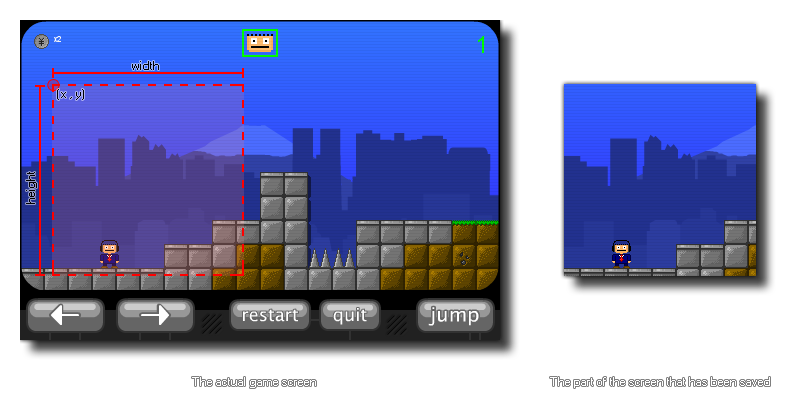 ¥ x2
1
width
(x , y)
height
restart
quit
jump
The actual game screen
The part of the screen that has been saved